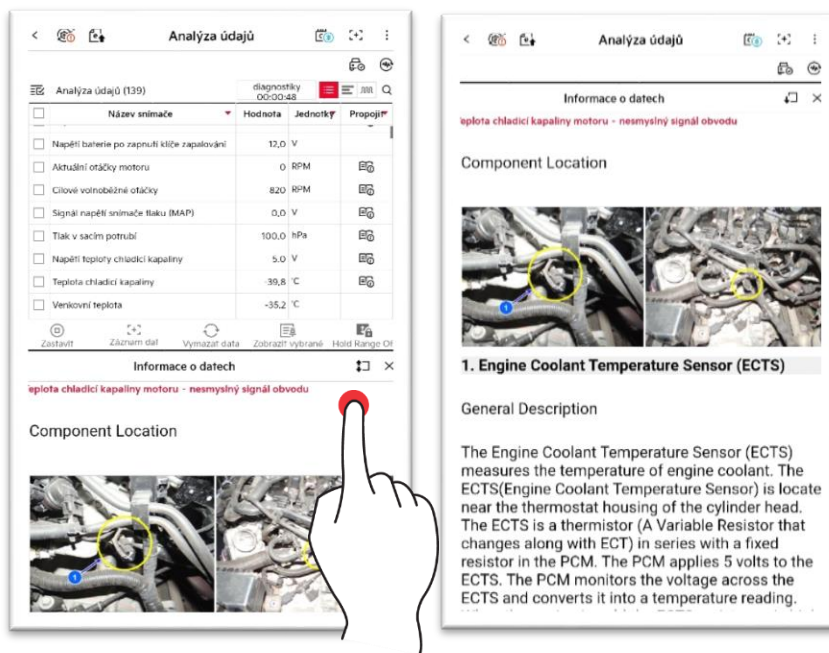 Analýza údajů
Analýza údajů (139)
diagnostiky
00:00:48
Název snímače
Hodnota
Jednotky
Propojit
Napětí baterie po zapnutí klíče zapalování
12,0
V
Aktuální otáčky motoru
0
RPM
Cílové volnoběžné otáčky
820
RPM
Signál napětí snímače tlaku (MAP)
0,0
V
Tlak v sacím potrubí
100,0
hPa
Napětí teploty chladicí kapaliny
5.0
V
Teplota chladicí kapaliny
-39,8
°C
Venkovní teplota
-35,2
°C
Zastavit
Záznam dat
Vymazat data
Zobrazit vybrané
Hold Range Of
Informace o datech
eplota chladicí kapaliny motoru - nesmyslný signál obvodu
Component Location
1
Analýza údajů
Informace o datech
eplota chladicí kapaliny motoru - nesmyslný signál obvodu
Component Location
1
1. Engine Coolant Temperature Sensor (ECTS)
General Description
The Engine Coolant Temperature Sensor (ECTS)
measures the temperature of engine coolant. The
ECTS(Engine Coolant Temperature Sensor) is locate
near the thermostat housing of the cylinder head.
The ECTS is a thermistor (A Variable Resistor that
changes along with ECT) in series with a fixed
resistor in the PCM. The PCM applies 5 volts to the
ECTS. The PCM monitors the voltage across the
ECTS and converts it into a temperature reading.